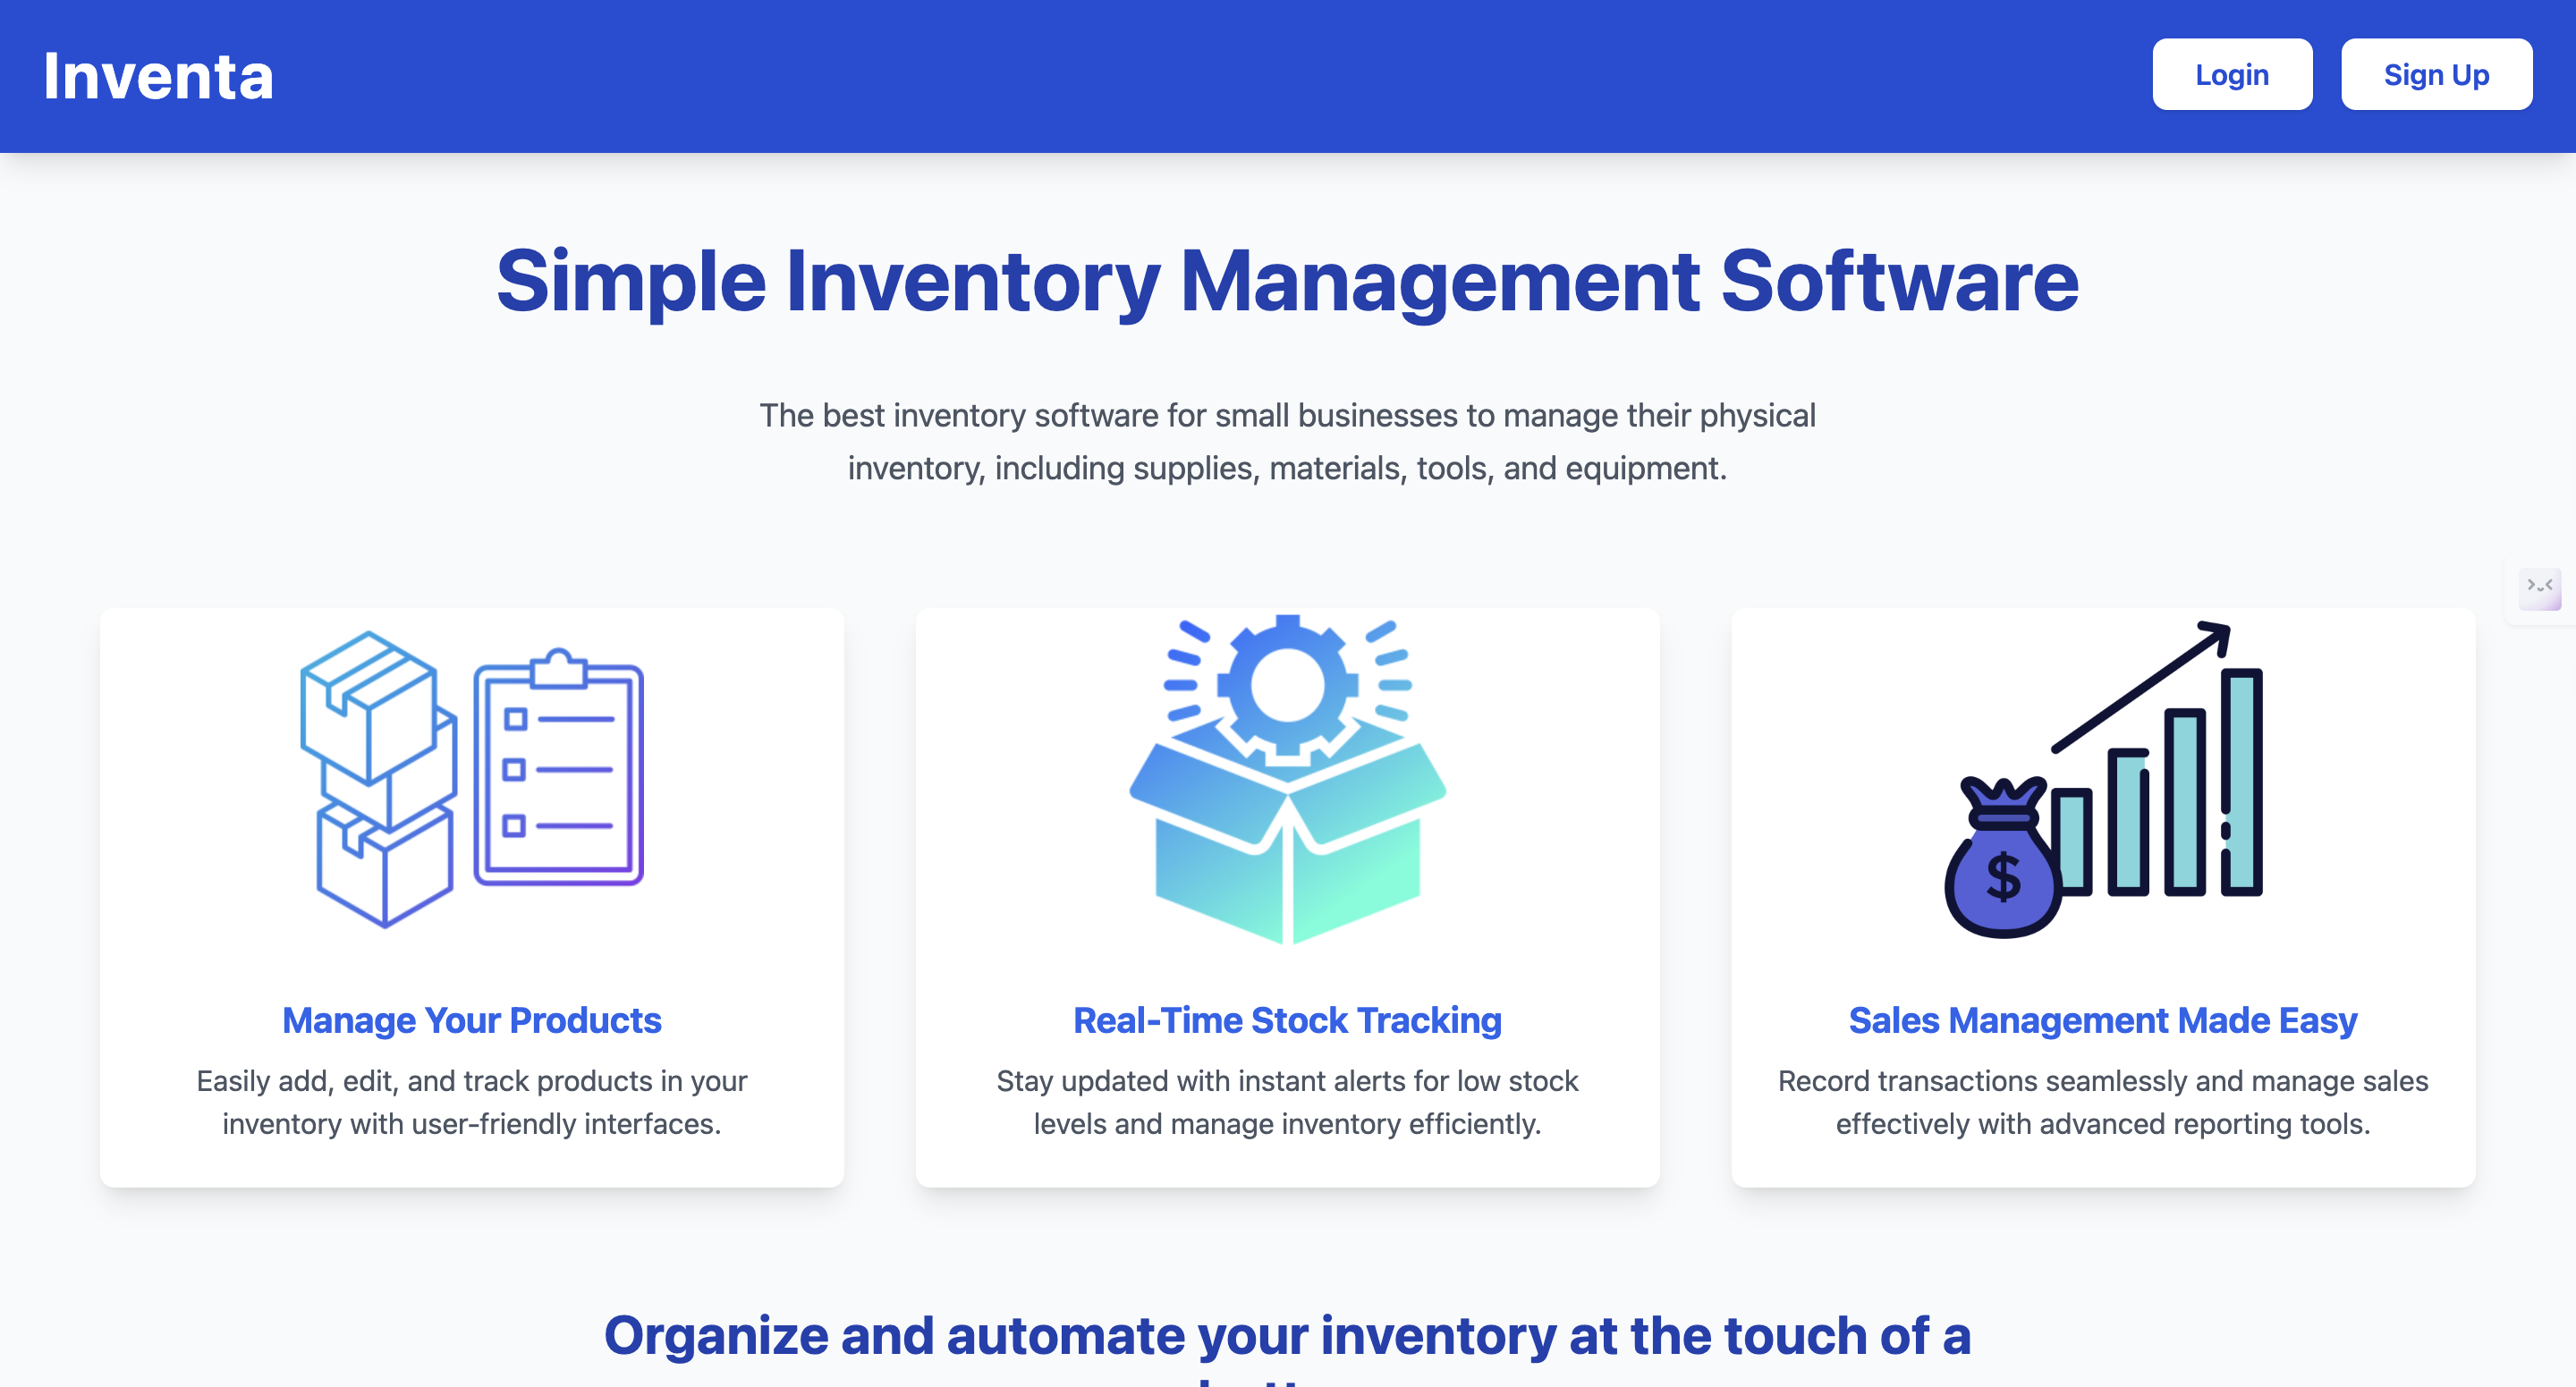 Inventa
Login
Sign Up
Simple Inventory Management Software
The best inventory software for small businesses to manage their physical
inventory, including supplies, materials, tools, and equipment.
$
Manage Your Products
Easily add, edit, and track products in your
inventory with user-friendly interfaces.
Real-Time Stock Tracking
Stay updated with instant alerts for low stock
levels and manage inventory efficiently.
Sales Management Made Easy
Record transactions seamlessly and manage sales
effectively with advanced reporting tools.
Organize and automate your inventory at the touch of a